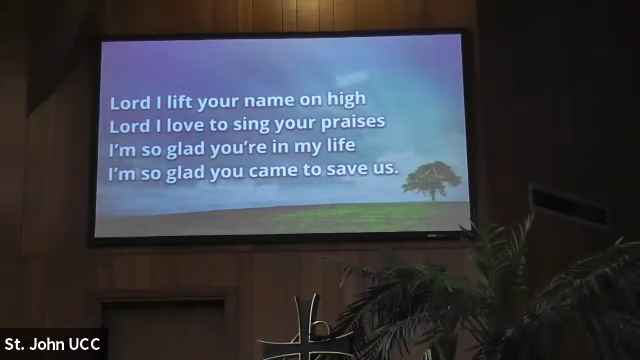 Lord I lift your name on high
Lord I love to sing your praises
I'm so glad you're in my life
I'm so glad you came to save us.
St. John UCC